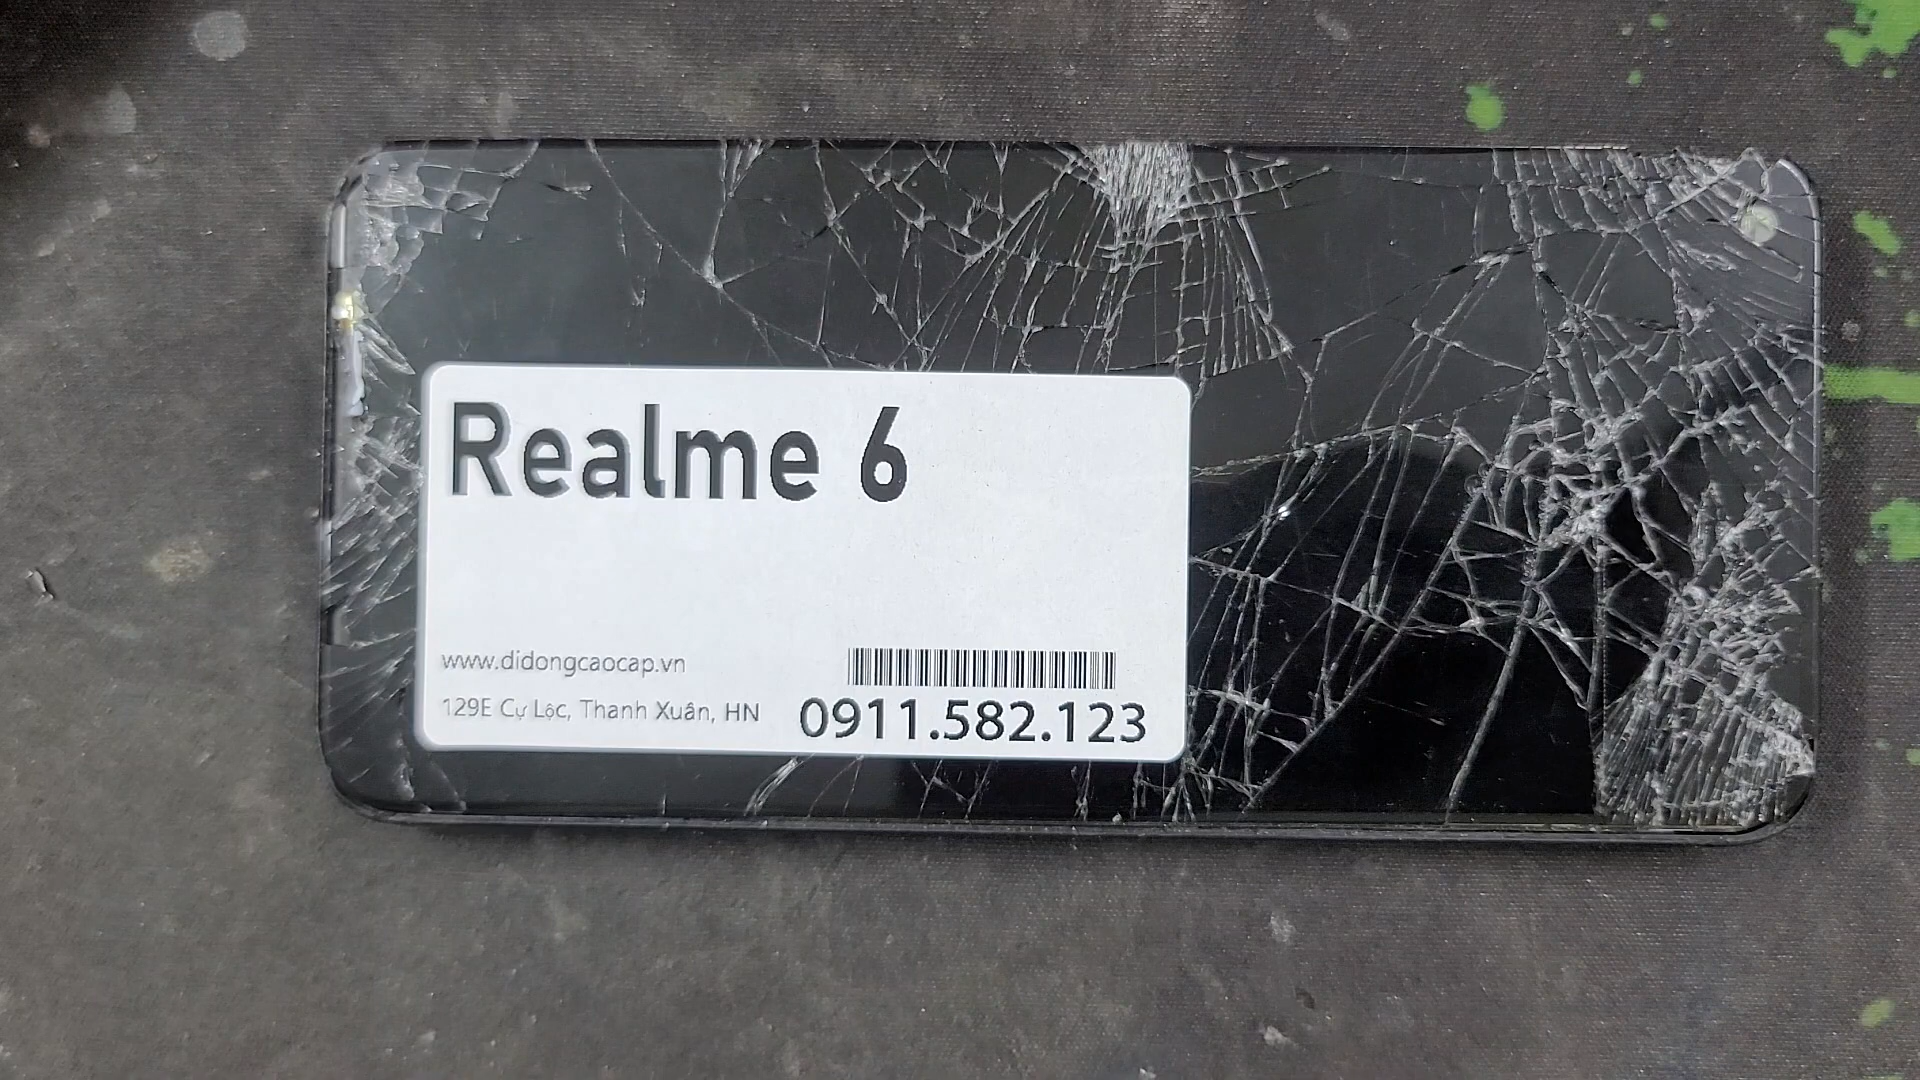 Realme 6
www.didongcaocap.vn
129E Cự Lộc, Thanh Xuân, HN
0911.582.123